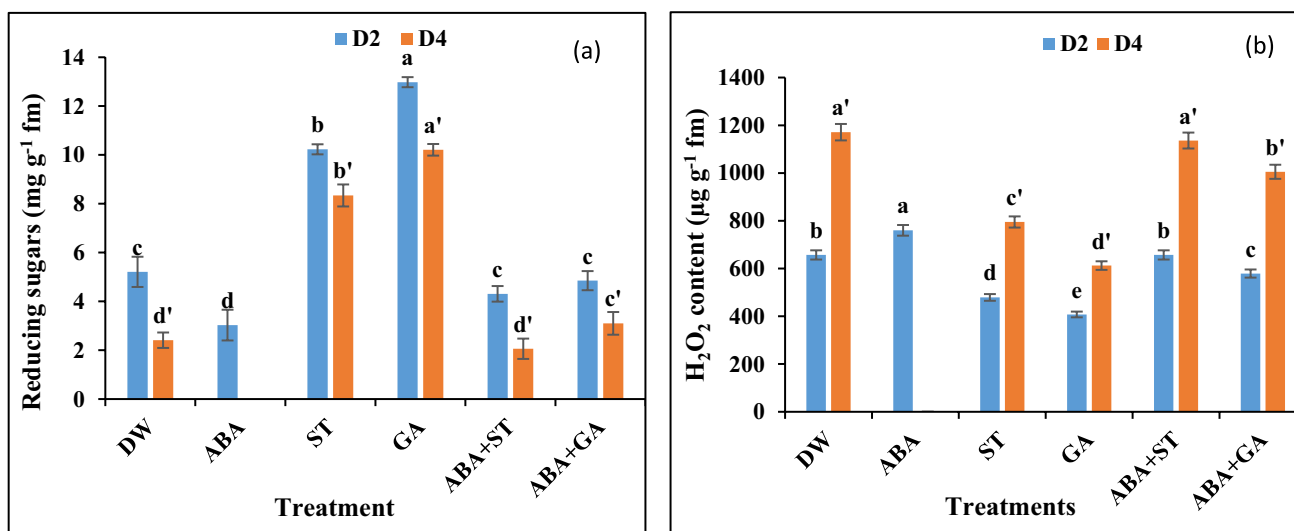 D2 D4
(a)
Reducing sugars (mg g⁻¹ fm)
14
12
10
8
6
4
2
0
c
d'
d
b
b'
a
a'
c
d'
c
c'
DW ABA ST GA ABA+ST ABA+GA
Treatment
D2 D4
(b)
H₂O₂ content (µg g⁻¹ fm)
1400
1200
1000
800
600
400
200
0
b
a'
a
d
c'
e
d'
b
a'
c
b'
DW ABA ST GA ABA+ST ABA+GA
Treatments